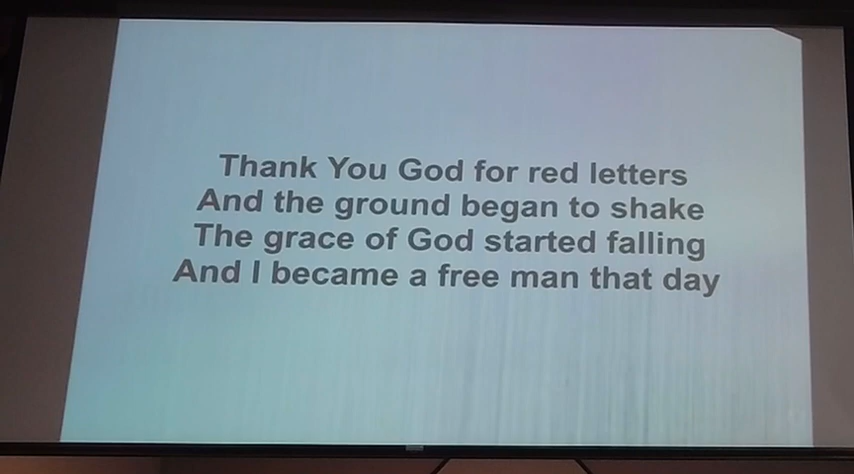 Thank You God for red letters
And the ground began to shake
The grace of God started falling
And I became a free man that day